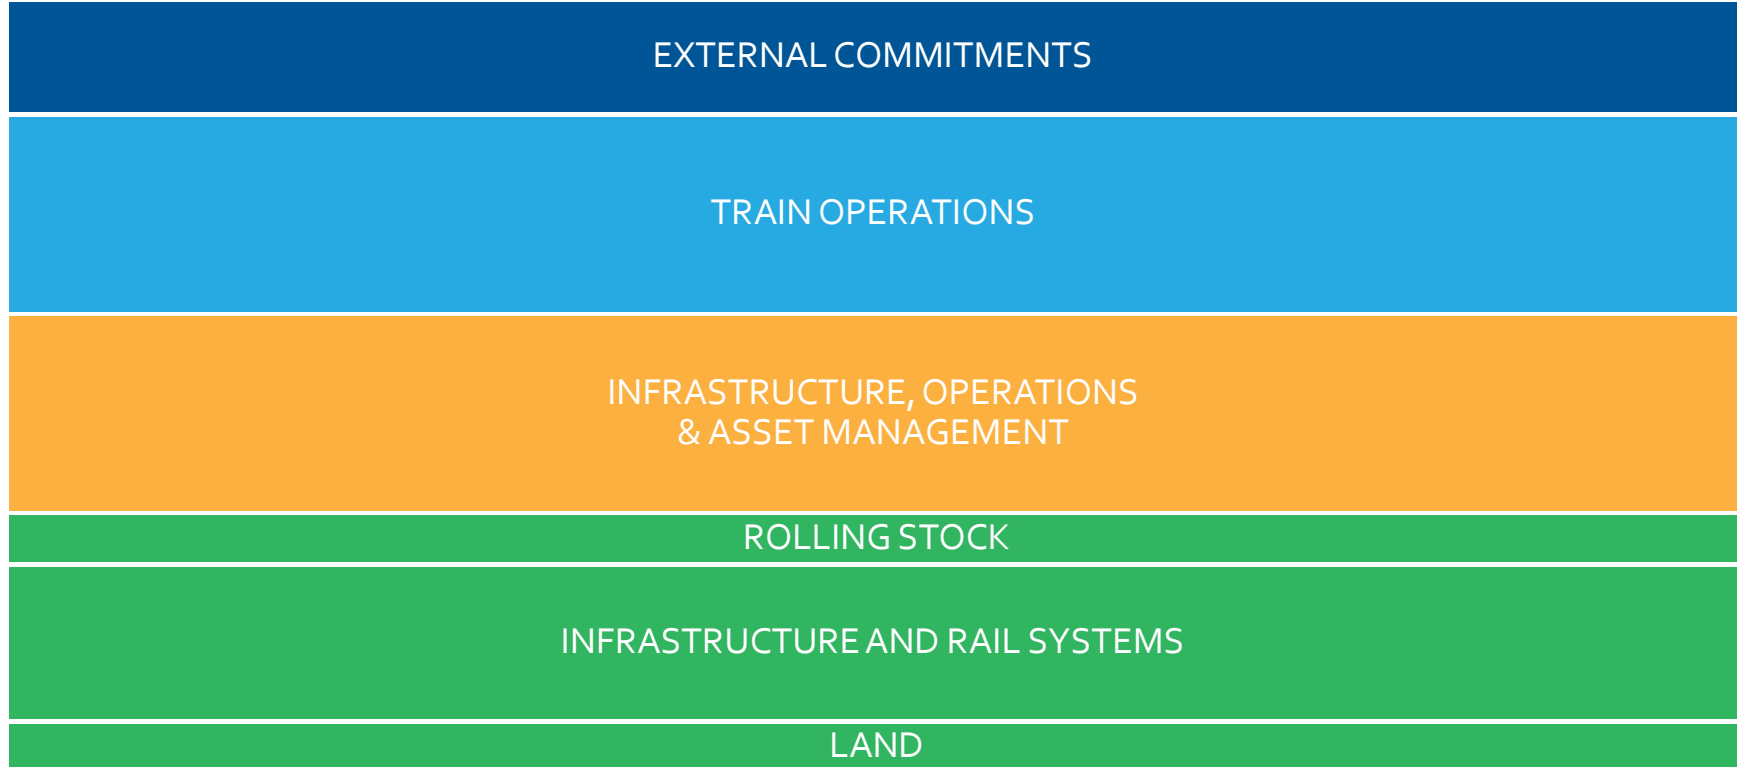 EXTERNAL COMMITMENTS
TRAIN OPERATIONS
INFRASTRUCTURE, OPERATIONS
& ASSET MANAGEMENT
ROLLING STOCK
INFRASTRUCTURE AND RAIL SYSTEMS
LAND